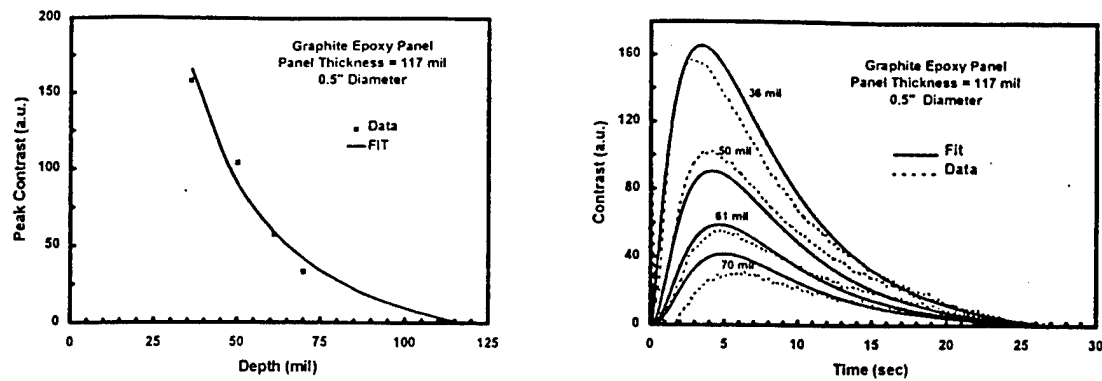 200
150
100
50
0
0
25
50
75
100
125
Peak Contrast (a.u.)
Depth (mil)
Graphite Epoxy Panel
Panel Thickness = 117 mil
0.5" Diameter
Data
FIT
160
120
80
40
0
0
5
10
15
20
25
30
Contrast (a.u.)
Time (sec)
Graphite Epoxy Panel
Panel Thickness = 117 mil
0.5" Diameter
Fit
Data
36 mil
50 mil
61 mil
70 mil